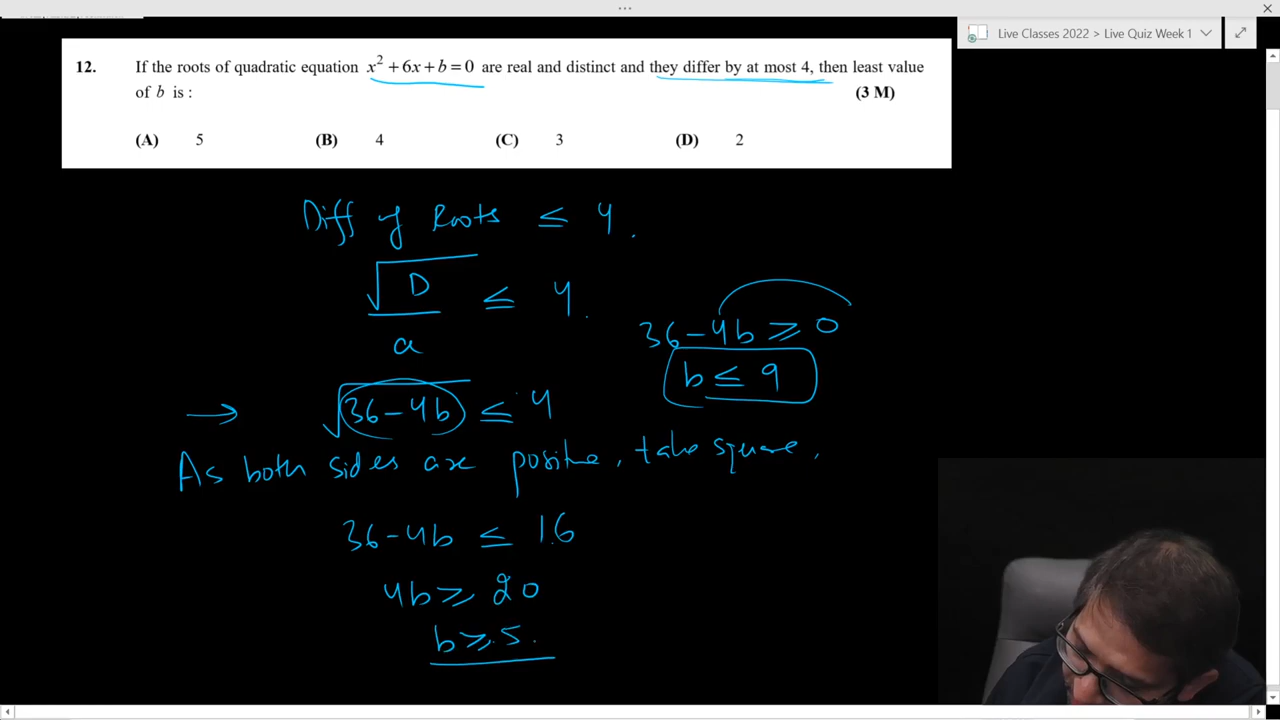 Live Classes 2022 > Live Quiz Week 1
12. If the roots of quadratic equation x² + 6x + b = 0 are real and distinct and they differ by at most 4, then least value
of b is : (3 M)
(A) 5 (B) 4 (C) 3 (D) 2
Diff of Roots ≤ 4.
√D / a ≤ 4.
36 – 4b ≥ 0
b ≤ 9
→ √(36 – 4b) ≤ 4
As both sides are positive, take square,
36 – 4b ≤ 16
4b ≥ 20
b ≥ 5.